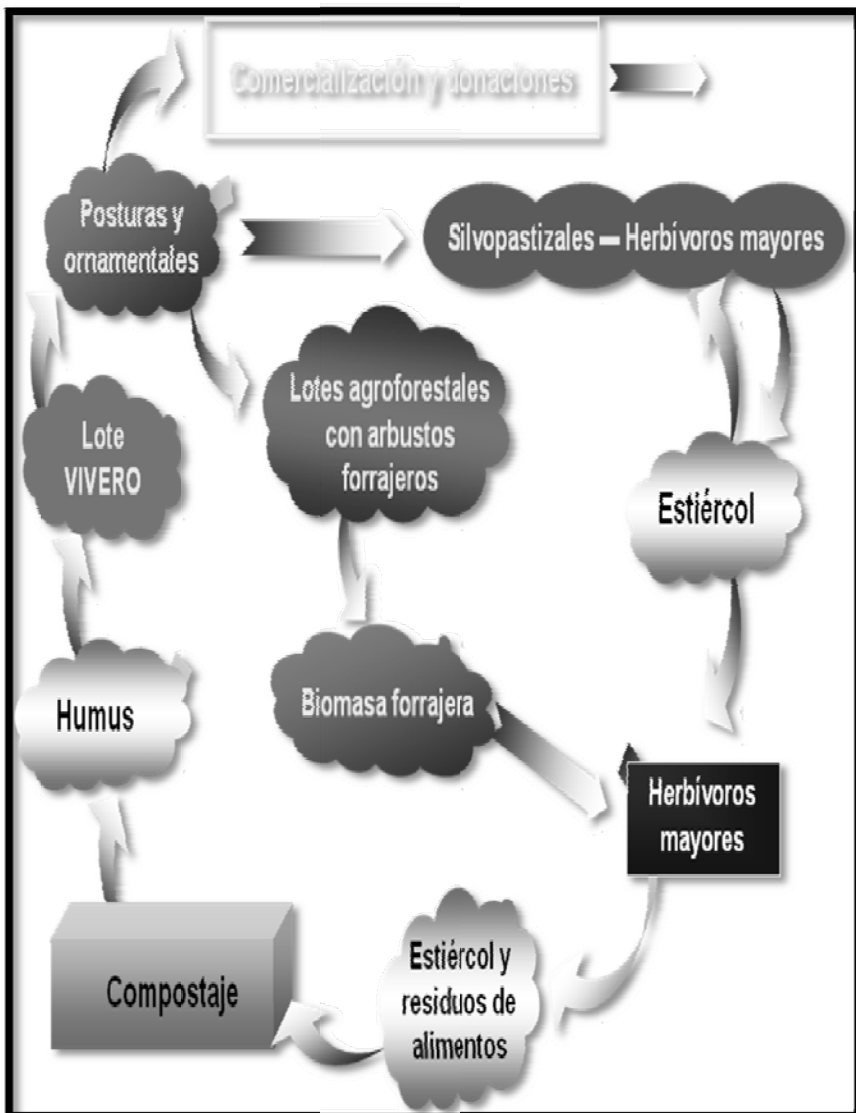 Comercialización y donaciones
Posturas y
ornamentales
Silvopastizales – Herbívoros mayores
Lotes agroforestales
con arbustos
forrajeros
Lote
VIVERO
Estiércol
Humus
Biomasa forrajera
Herbívoros
mayores
Compostaje
Estiércol y
residuos de
alimentos